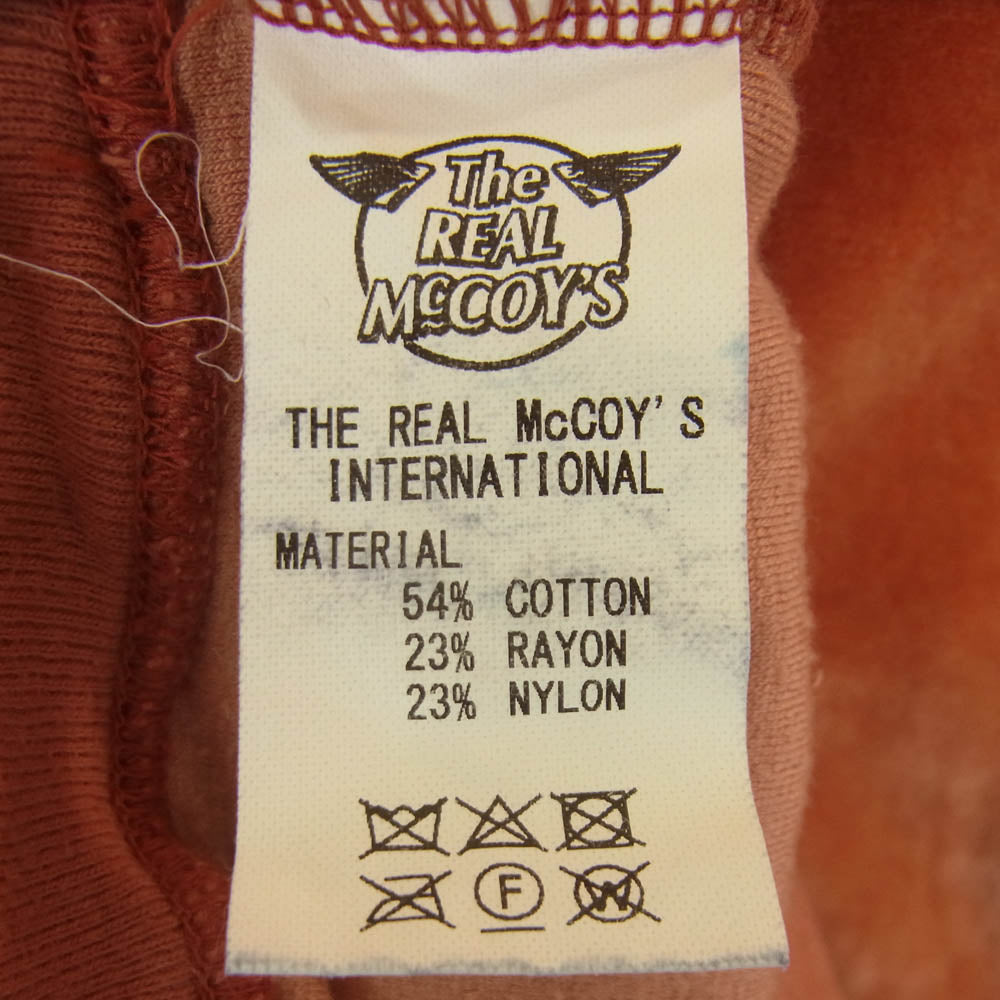 The
REAL
McCOY'S
THE REAL McCOY'S
INTERNATIONAL
MATERIAL
54% COTTON
23% RAYON
23% NYLON
F W